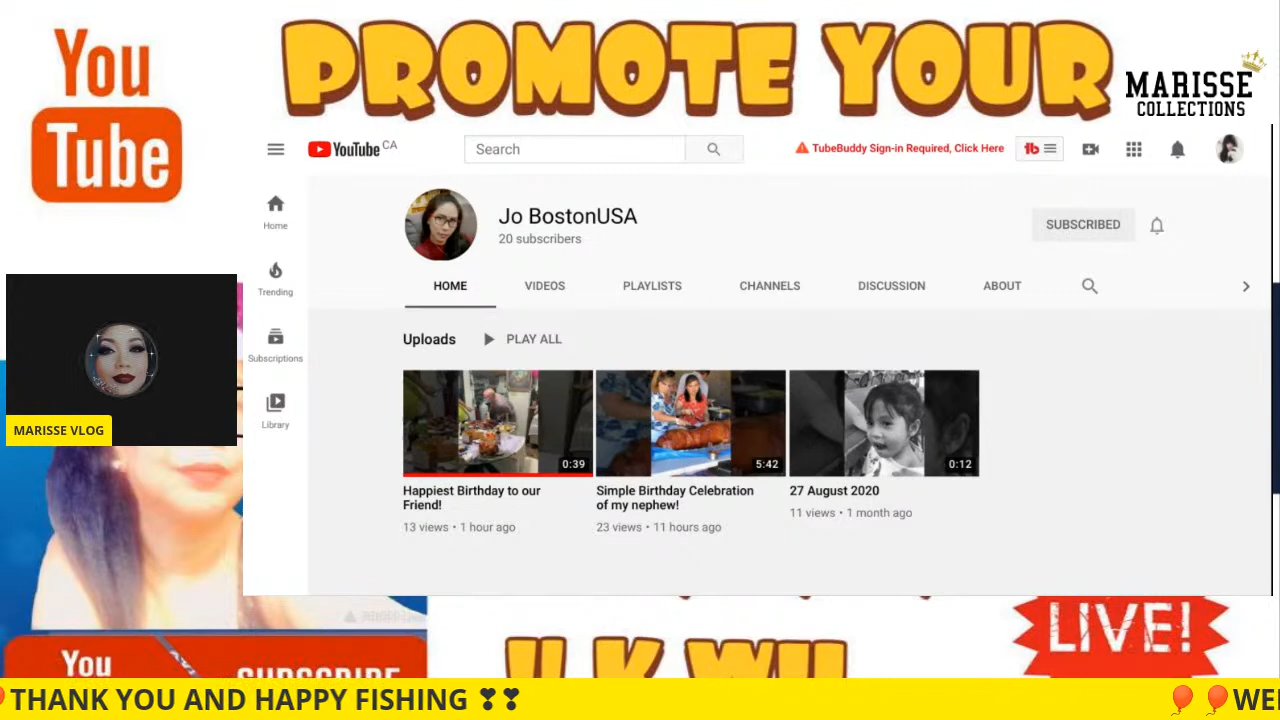 You
Tube
PROMOTE YOUR
MARISSE
COLLECTIONS
YouTube CA
Search
TubeBuddy Sign-in Required, Click Here
tb
Home
Trending
Subscriptions
Library
Jo BostonUSA
20 subscribers
SUBSCRIBED
HOME VIDEOS PLAYLISTS CHANNELS DISCUSSION ABOUT
Uploads PLAY ALL
0:39
Happiest Birthday to our
Friend!
13 views • 1 hour ago
5:42
Simple Birthday Celebration
of my nephew!
23 views • 11 hours ago
0:12
27 August 2020
11 views • 1 month ago
MARISSE VLOG
You
SUBSCRIBE
LIVE!
THANK YOU AND HAPPY FISHING ❣❣
🎈🎈WE